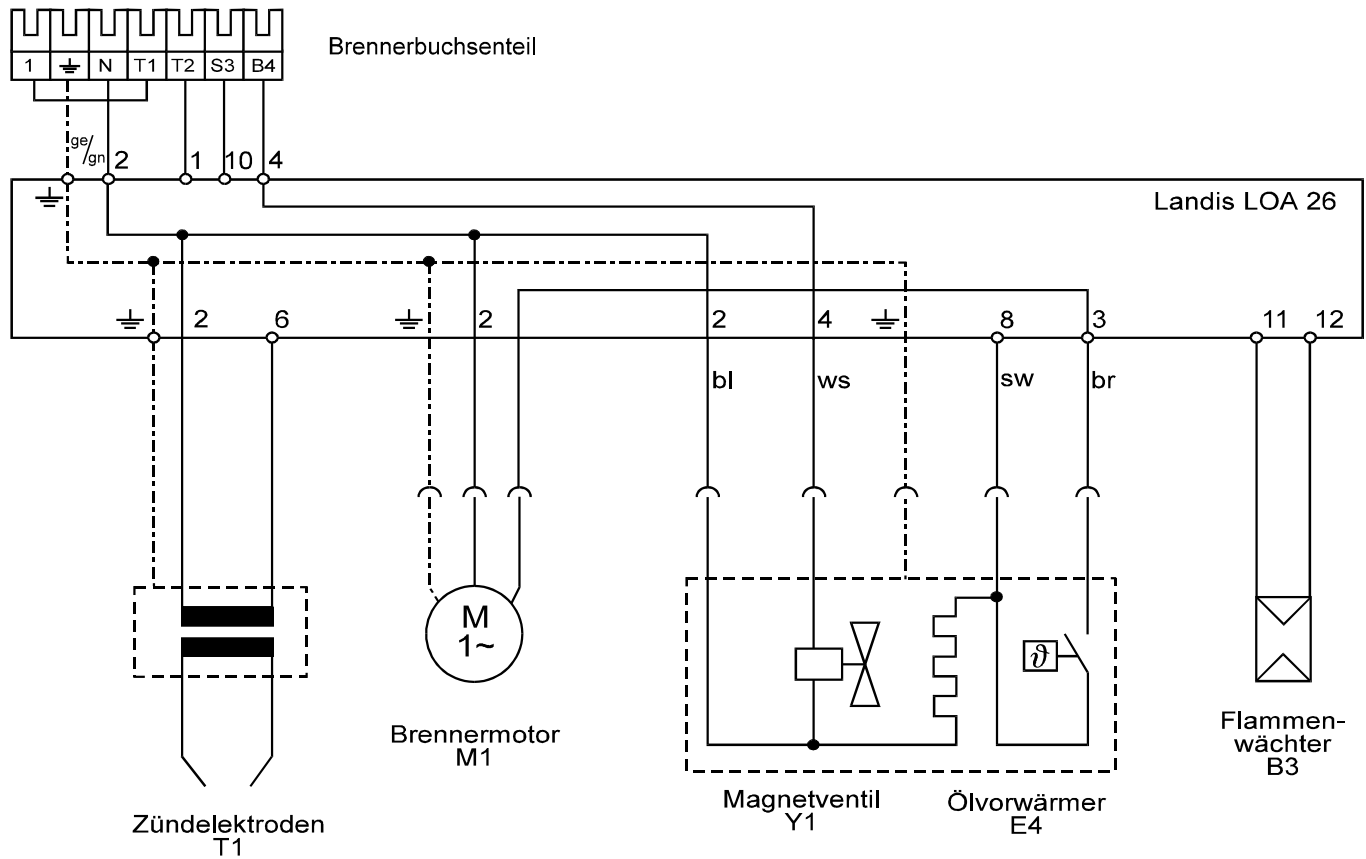 Brennerbuchsenteil
1 N T1 T2 S3 B4
ge/gn 2 1 10 4
Landis LOA 26
2 6 2 2 4 8 3 11 12
bl ws sw br
M
1~
ϑ
Brennermotor
M1
Flammen-
wächter
B3
Magnetventil
Y1
Ölvorwärmer
E4
Zündelektroden
T1